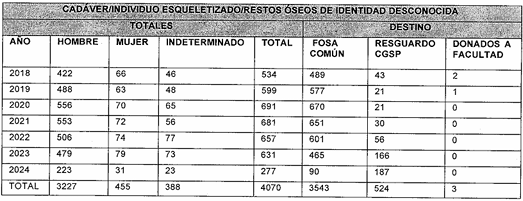 CADÁVER/INDIVIDUO ESQUELETIZADO/RESTOS ÓSEOS DE IDENTIDAD DESCONOCIDA
TOTALES DESTINO
AÑO HOMBRE MUJER INDETERMINADO TOTAL FOSA COMÚN RESGUARDO CGSP DONADOS A FACULTAD
2018 422 66 46 534 489 43 2
2019 488 63 48 599 577 21 1
2020 556 70 65 691 670 21 0
2021 553 72 56 681 651 30 0
2022 506 74 77 657 601 56 0
2023 479 79 73 631 465 166 0
2024 223 31 23 277 90 187 0
TOTAL 3227 455 388 4070 3543 524 3